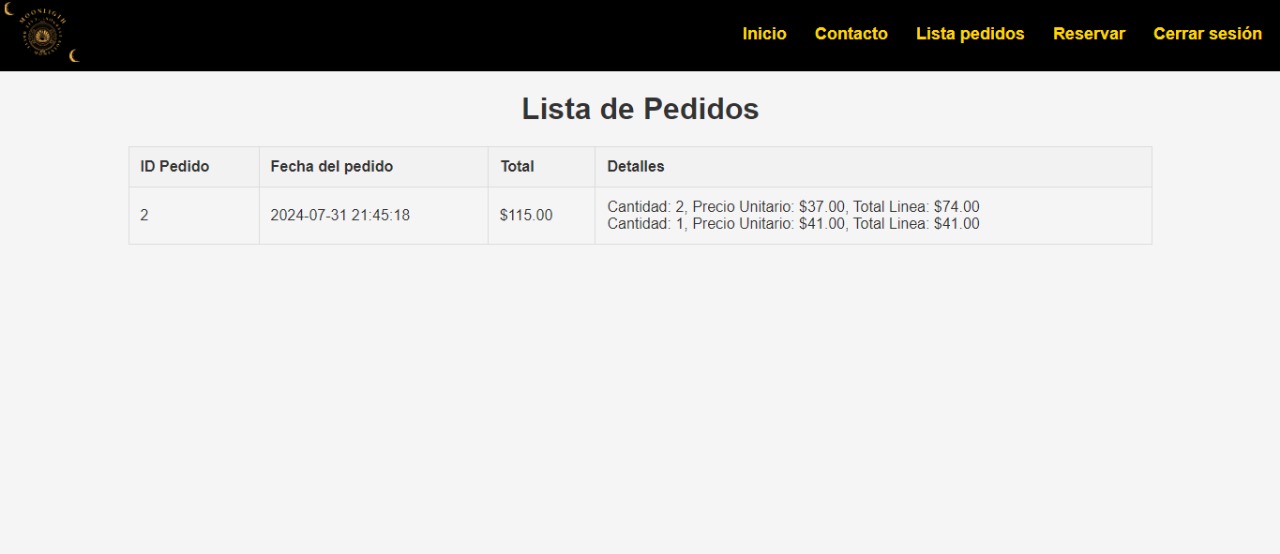 MOONLIGTH
Inicio Contacto Lista pedidos Reservar Cerrar sesión
Lista de Pedidos
ID Pedido Fecha del pedido Total Detalles
2 2024-07-31 21:45:18 $115.00 Cantidad: 2, Precio Unitario: $37.00, Total Linea: $74.00
Cantidad: 1, Precio Unitario: $41.00, Total Linea: $41.00